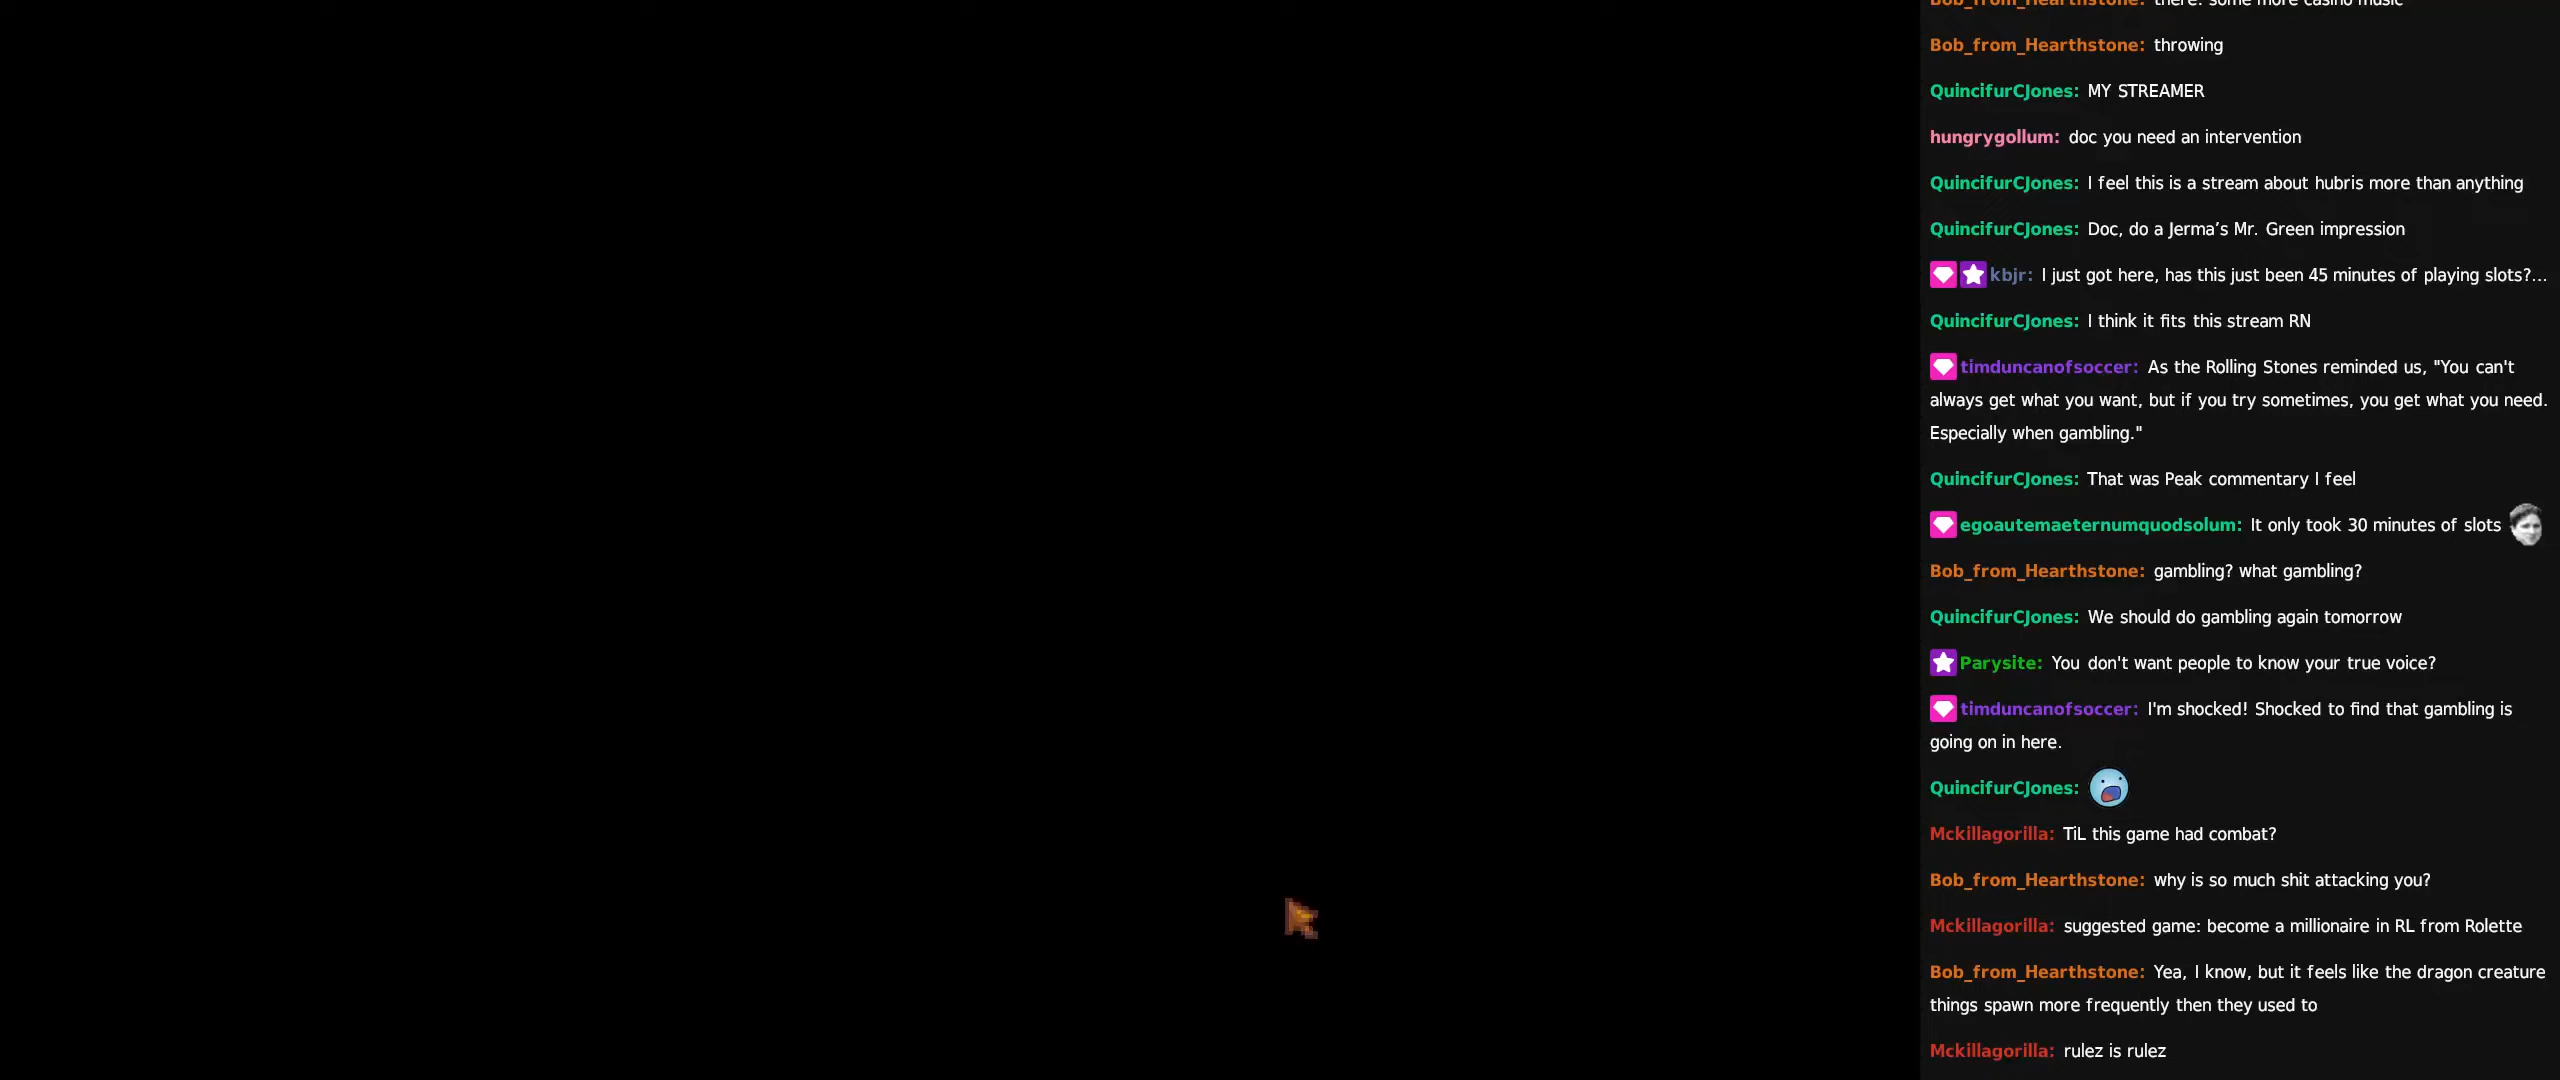 Bob_from_Hearthstone: there: some more casino music
Bob_from_Hearthstone: throwing
QuincifurCJones: MY STREAMER
hungrygollum: doc you need an intervention
QuincifurCJones: I feel this is a stream about hubris more than anything
QuincifurCJones: Doc, do a Jerma’s Mr. Green impression
kbjr: I just got here, has this just been 45 minutes of playing slots?...
QuincifurCJones: I think it fits this stream RN
timduncanofsoccer: As the Rolling Stones reminded us, "You can't
always get what you want, but if you try sometimes, you get what you need.
Especially when gambling."
QuincifurCJones: That was Peak commentary I feel
egoautemaeternumquodsolum: It only took 30 minutes of slots
Bob_from_Hearthstone: gambling? what gambling?
QuincifurCJones: We should do gambling again tomorrow
Parysite: You don't want people to know your true voice?
timduncanofsoccer: I'm shocked! Shocked to find that gambling is
going on in here.
QuincifurCJones:
Mckillagorilla: TiL this game had combat?
Bob_from_Hearthstone: why is so much shit attacking you?
Mckillagorilla: suggested game: become a millionaire in RL from Rolette
Bob_from_Hearthstone: Yea, I know, but it feels like the dragon creature
things spawn more frequently then they used to
Mckillagorilla: rulez is rulez